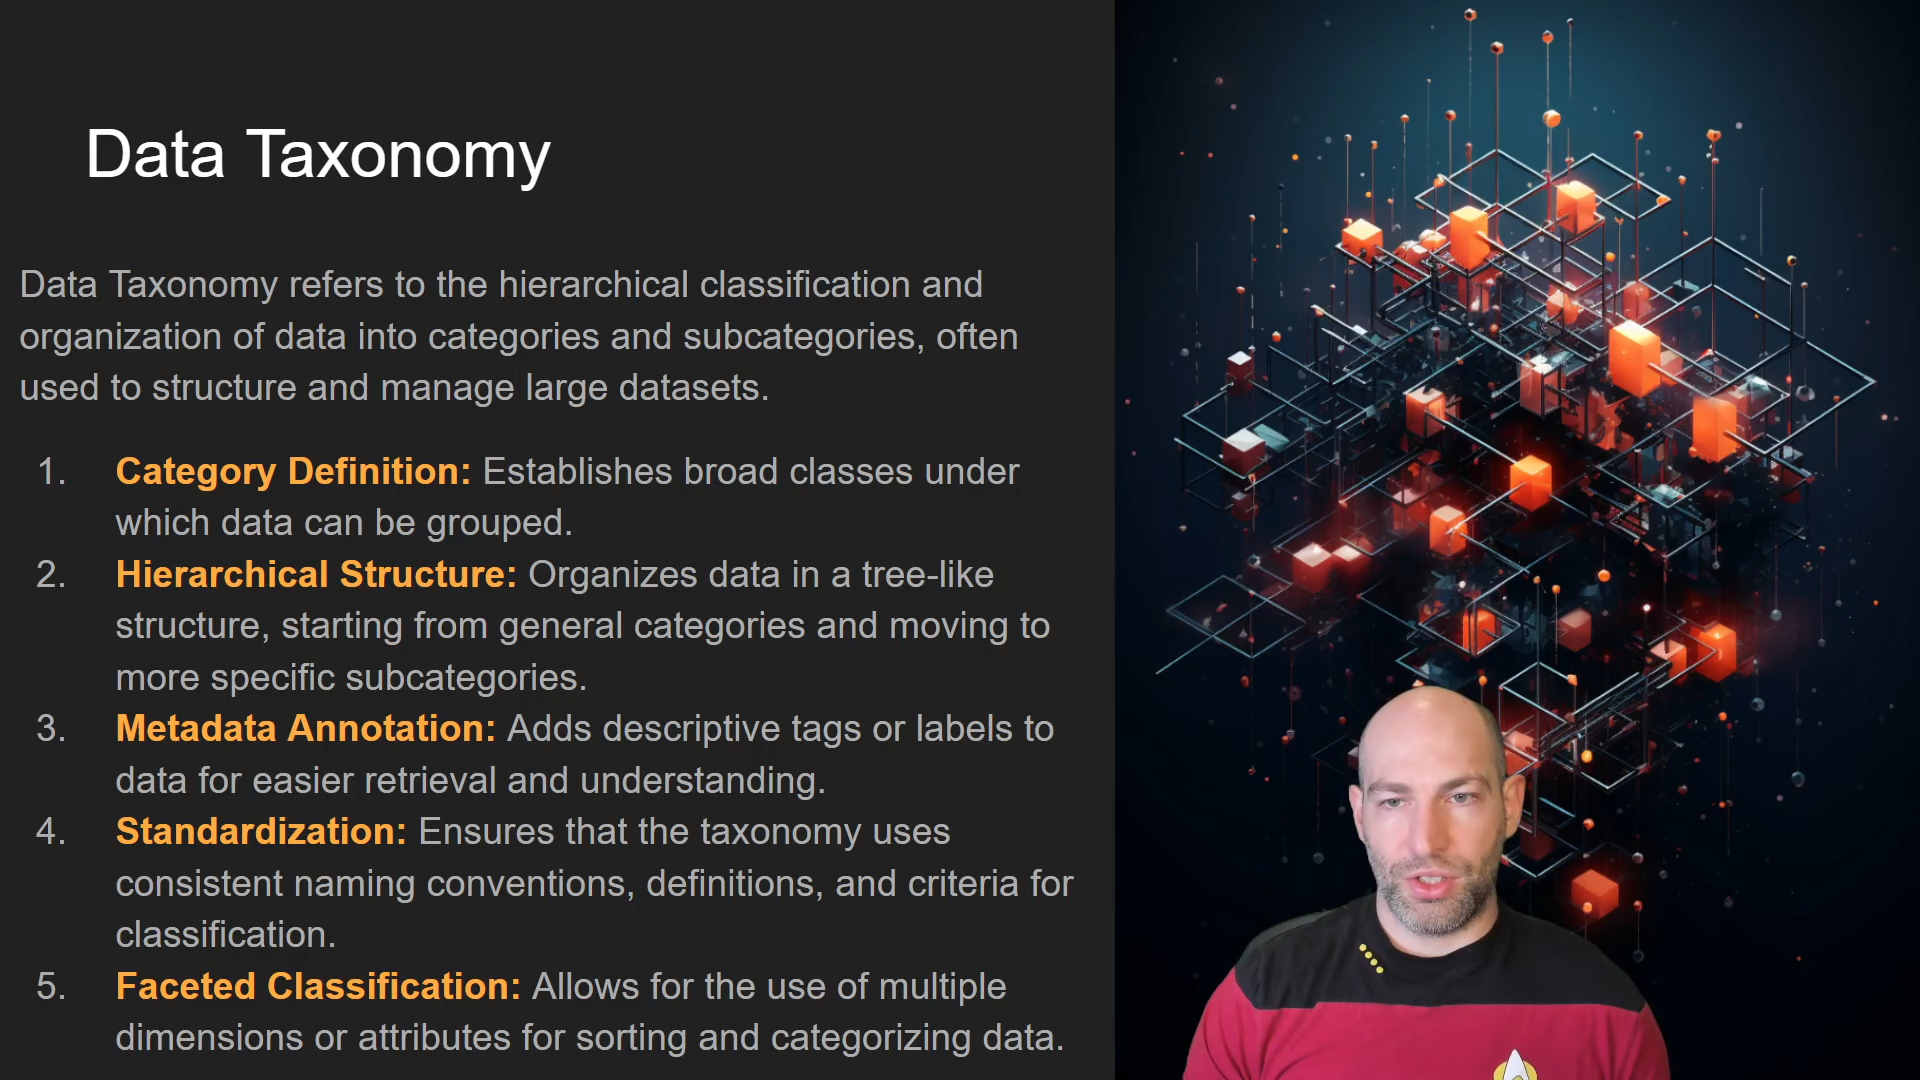 Data Taxonomy
Data Taxonomy refers to the hierarchical classification and
organization of data into categories and subcategories, often
used to structure and manage large datasets.
1. Category Definition: Establishes broad classes under
which data can be grouped.
2. Hierarchical Structure: Organizes data in a tree-like
structure, starting from general categories and moving to
more specific subcategories.
3. Metadata Annotation: Adds descriptive tags or labels to
data for easier retrieval and understanding.
4. Standardization: Ensures that the taxonomy uses
consistent naming conventions, definitions, and criteria for
classification.
5. Faceted Classification: Allows for the use of multiple
dimensions or attributes for sorting and categorizing data.